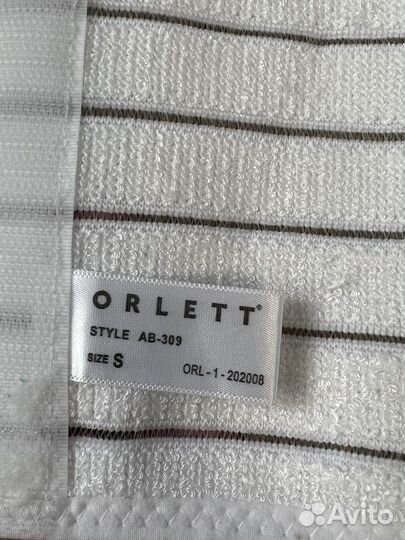 ORLETT®
STYLE AB-309
SIZE S
ORL-1-202008
Avito